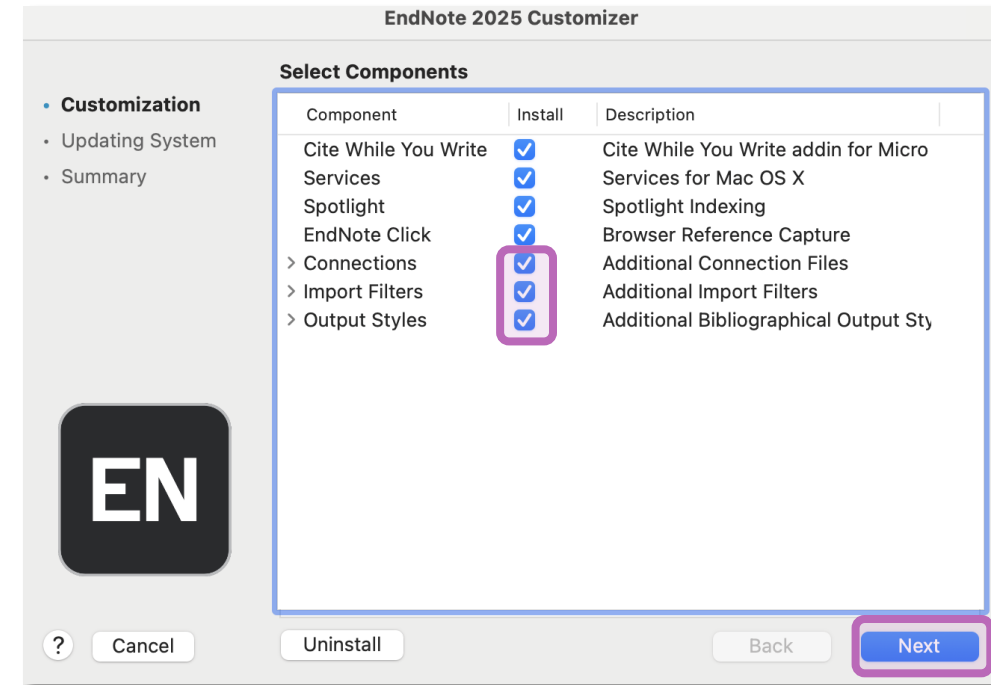 EndNote 2025 Customizer
Select Components
• Customization
• Updating System
• Summary
Component Install Description
Cite While You Write Cite While You Write addin for Micro
Services Services for Mac OS X
Spotlight Spotlight Indexing
EndNote Click Browser Reference Capture
Connections Additional Connection Files
Import Filters Additional Import Filters
Output Styles Additional Bibliographical Output Sty
EN
? Cancel Uninstall Back Next